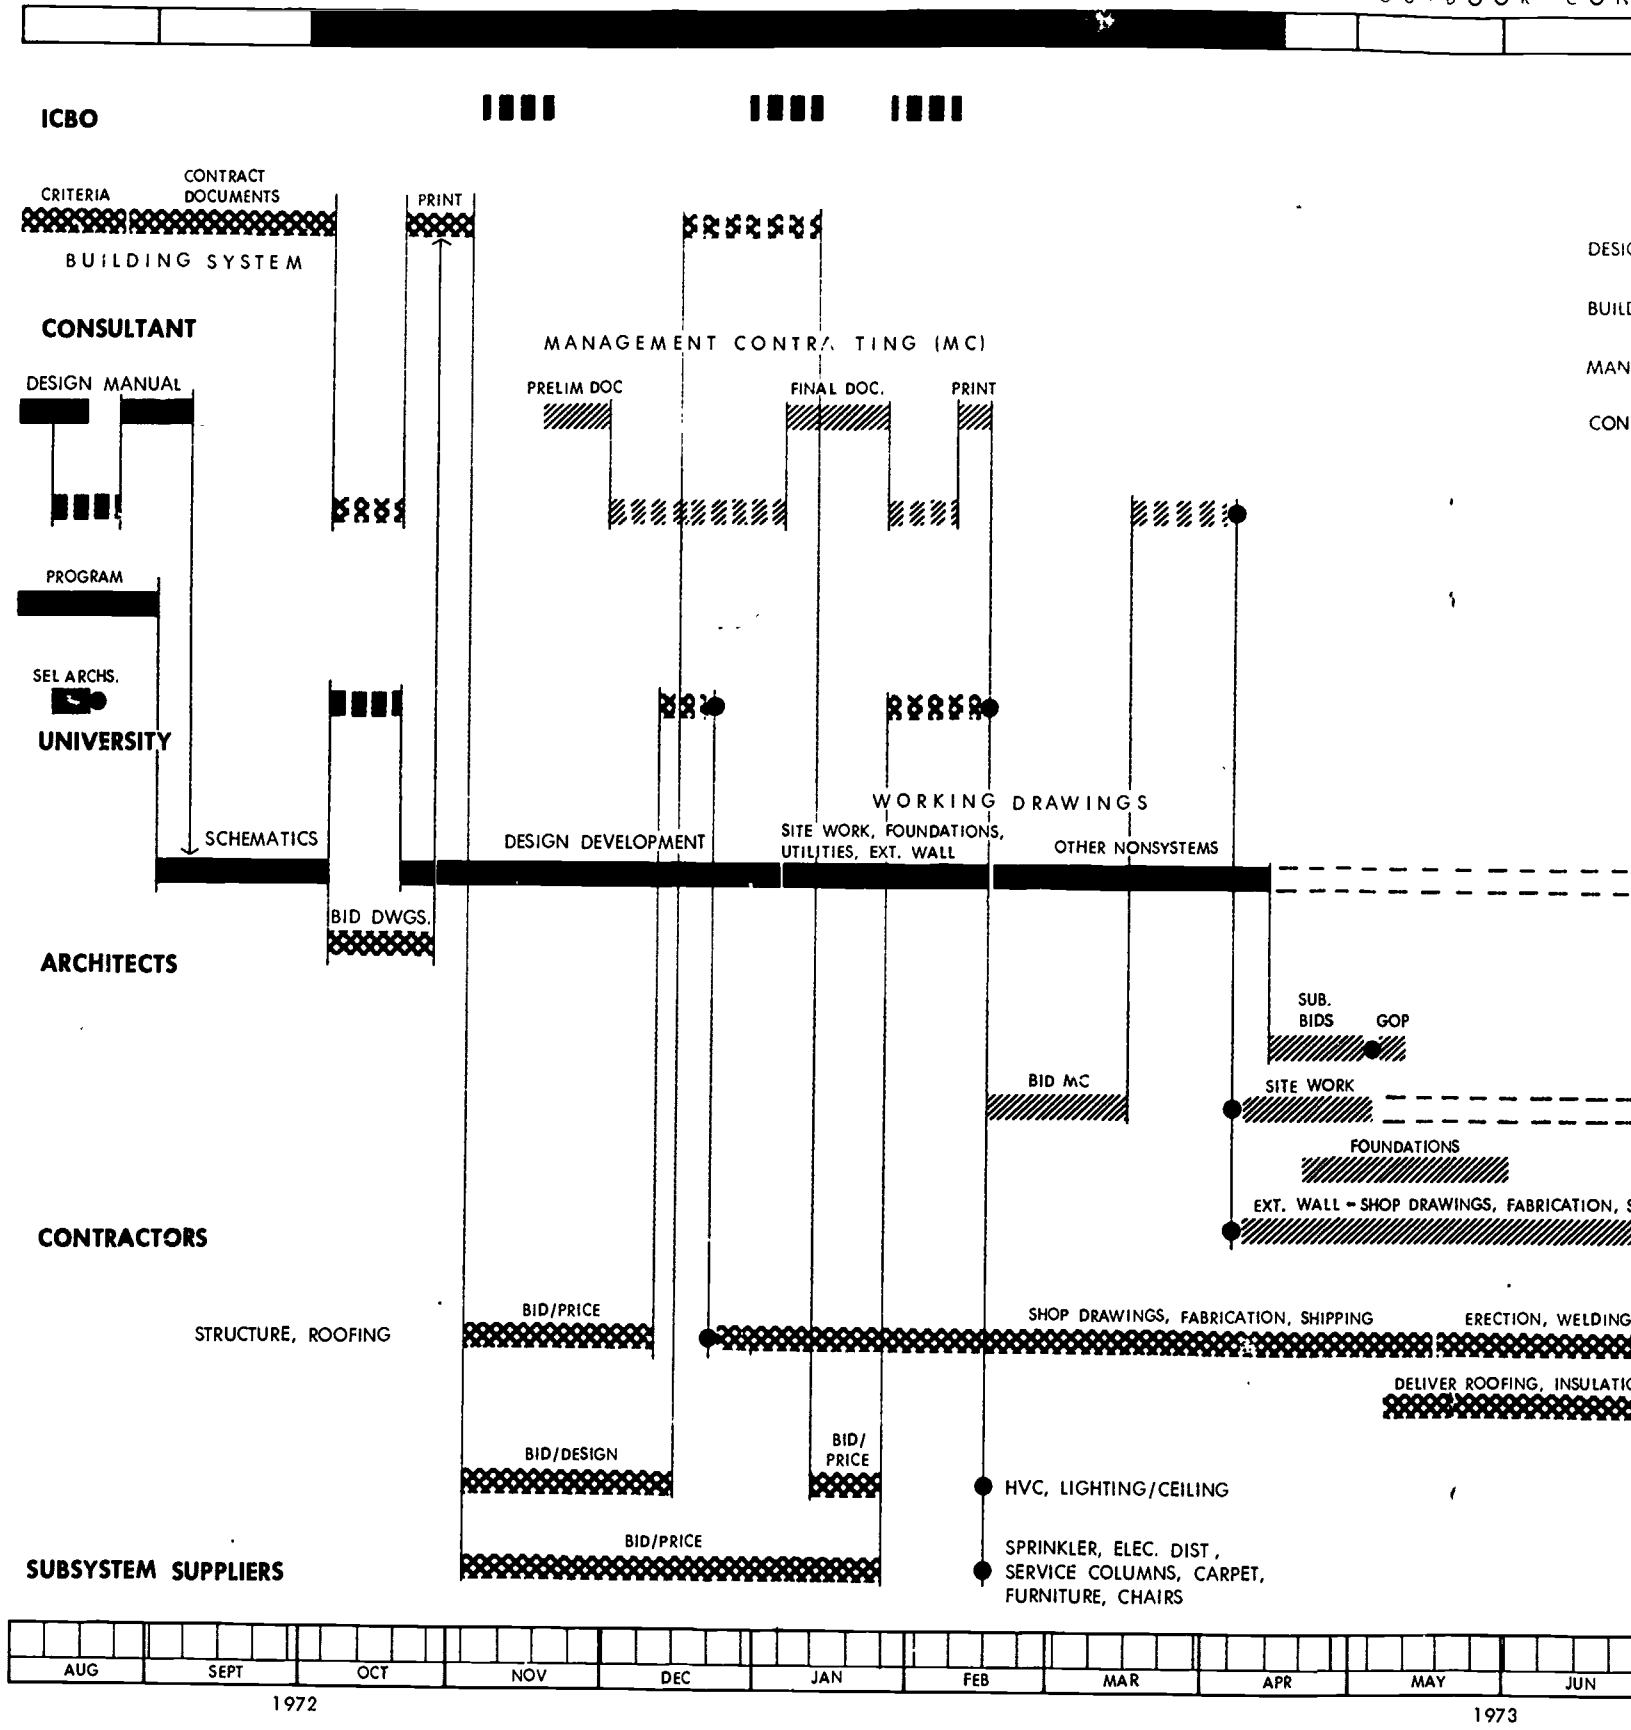 ICBO
CONTRACT
CRITERIA DOCUMENTS PRINT
BUILDING SYSTEM
CONSULTANT
MANAGEMENT CONTRA TING (MC)
DESIGN MANUAL PRELIM DOC FINAL DOC. PRINT
DESIG
BUILD
MAN
CON
PROGRAM
SEL ARCHS.
UNIVERSITY
WORKING DRAWINGS
SCHEMATICS DESIGN DEVELOPMENT
SITE WORK, FOUNDATIONS,
UTILITIES, EXT. WALL
OTHER NONSYSTEMS
BID DWGS.
ARCHITECTS
SUB.
BIDS GOP
BID MC SITE WORK
FOUNDATIONS
EXT. WALL - SHOP DRAWINGS, FABRICATION, S
CONTRACTORS
STRUCTURE, ROOFING
BID/PRICE
SHOP DRAWINGS, FABRICATION, SHIPPING
ERECTION, WELDING
DELIVER ROOFING, INSULATIO
BID/DESIGN
BID/
PRICE
HVC, LIGHTING/CEILING
BID/PRICE
SUBSYSTEM SUPPLIERS
SPRINKLER, ELEC. DIST,
SERVICE COLUMNS, CARPET,
FURNITURE, CHAIRS
AUG SEPT OCT NOV DEC JAN FEB MAR APR MAY JUN
1972 1973